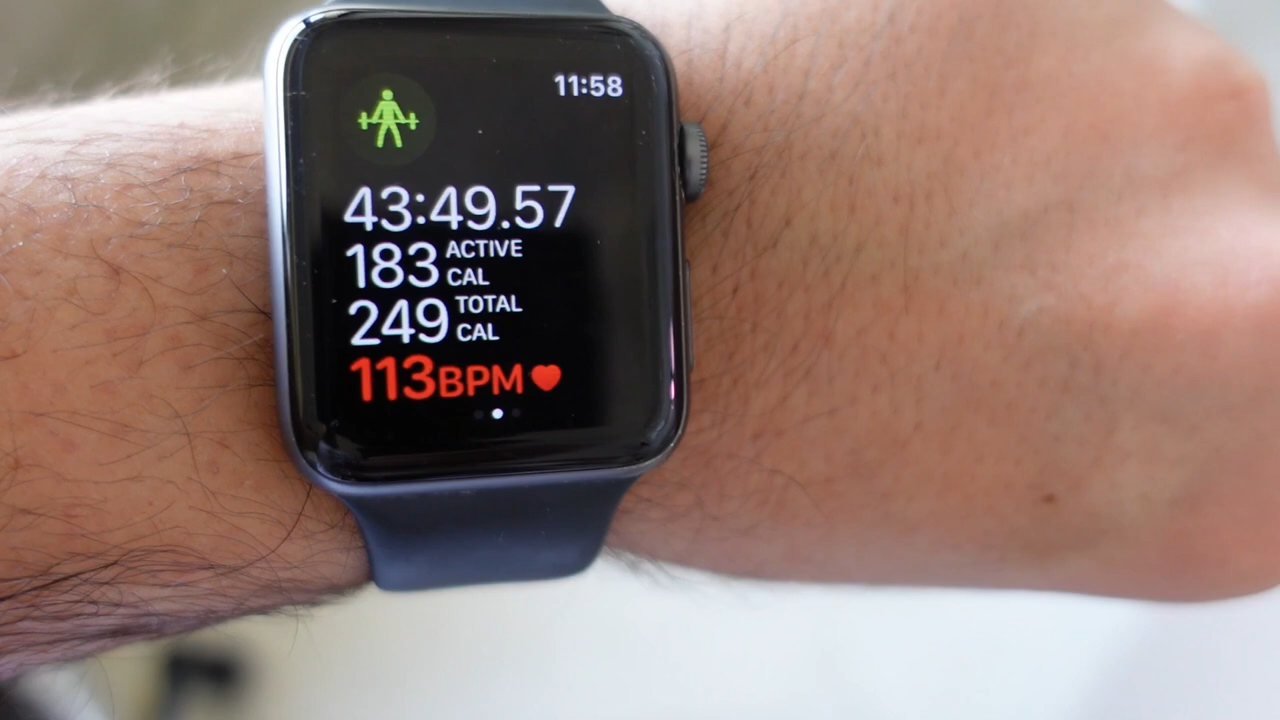 11:58
43:49.57
183 ACTIVE
CAL
249 TOTAL
CAL
113BPM